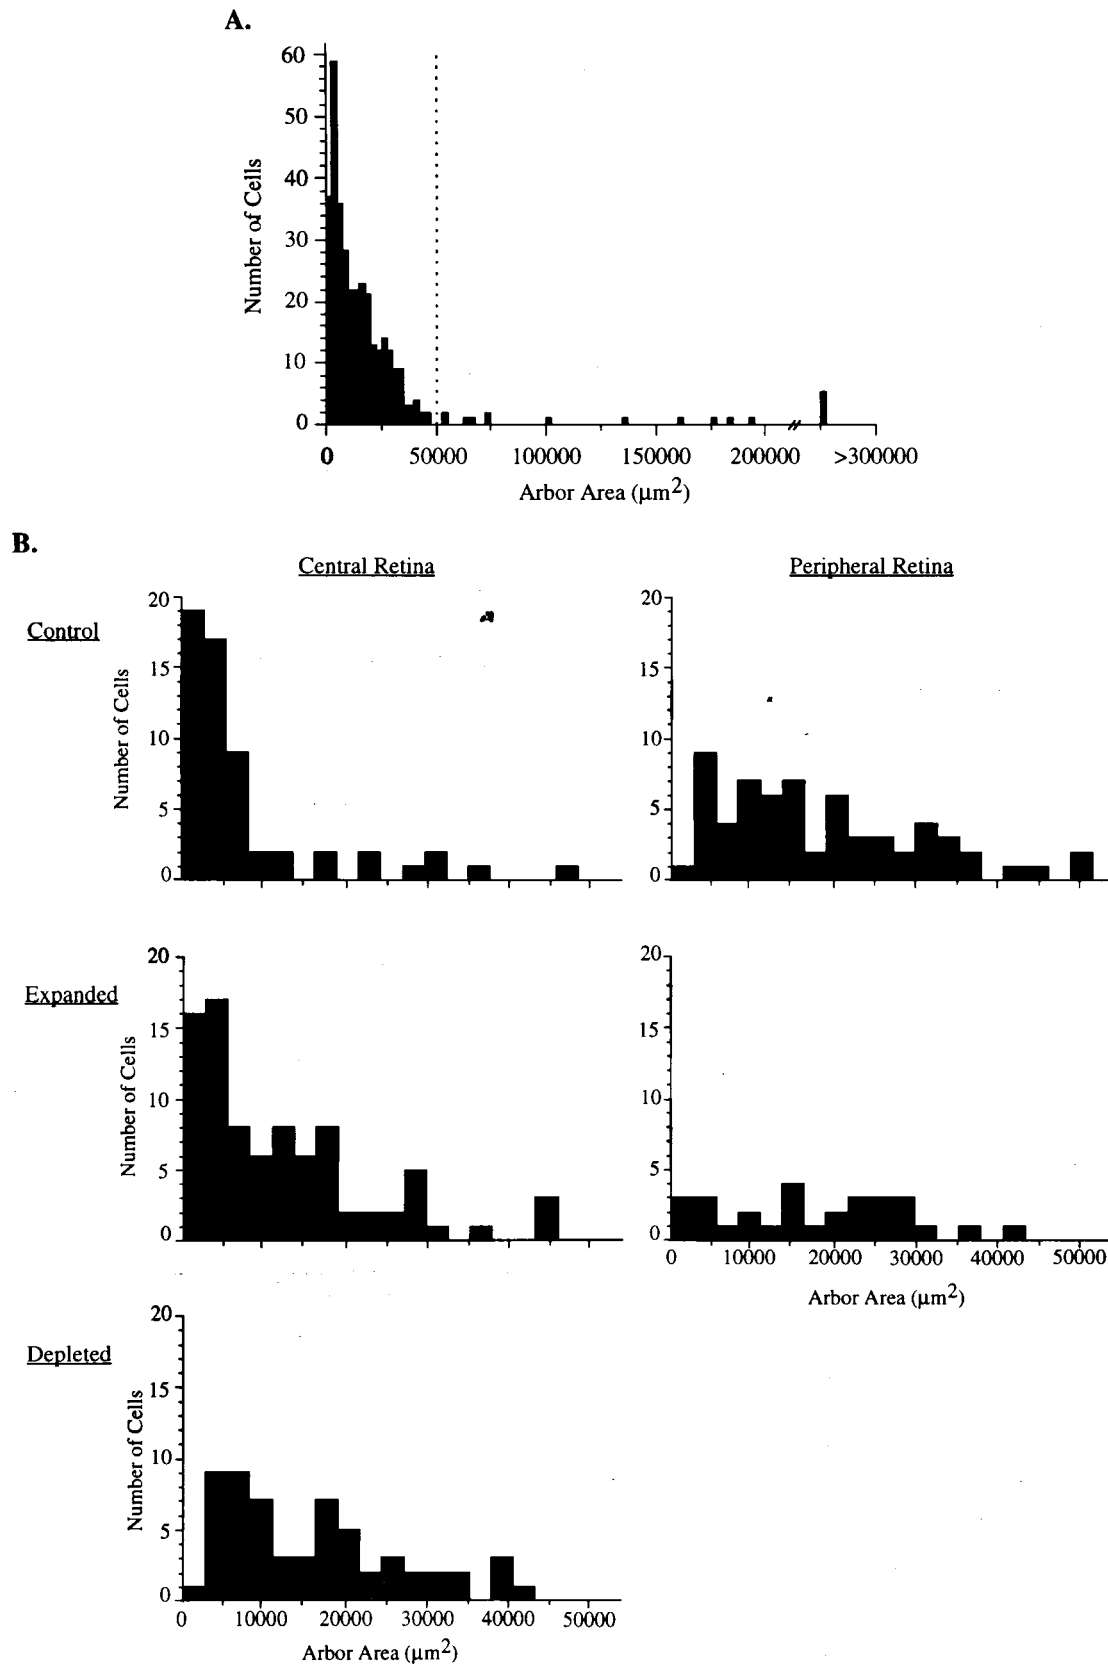 A.
60
50
40
30
20
10
0
Number of Cells
0 50000 100000 150000 200000 >300000
Arbor Area (μm2)
B.
Central Retina Peripheral Retina
Control
20
15
10
5
0
Number of Cells
20
15
10
5
0
Expanded
20
15
10
5
0
Number of Cells
20
15
10
5
0
0 10000 20000 30000 40000 50000
Arbor Area (μm2)
Depleted
20
15
10
5
0
Number of Cells
0 10000 20000 30000 40000 50000
Arbor Area (μm2)